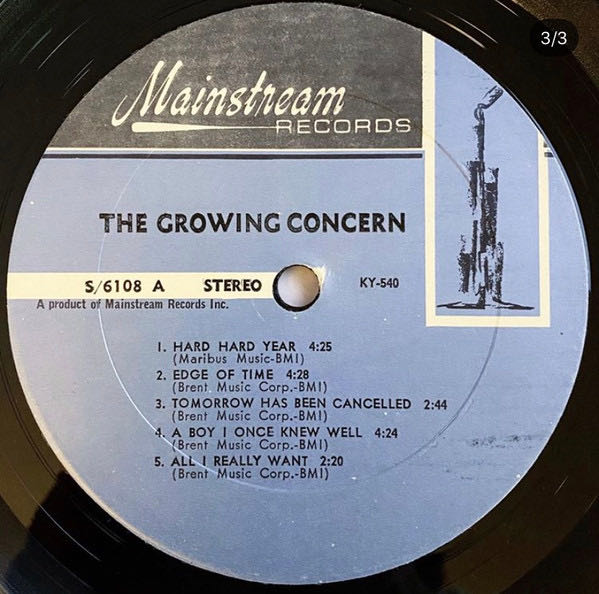 3/3
Mainstream
RECORDS
THE GROWING CONCERN
S/6108 A STEREO KY-540
A product of Mainstream Records Inc.
1. HARD HARD YEAR 4:25
(Maribus Music-BMI)
2. EDGE OF TIME 4:28
(Brent Music Corp.-BMI)
3. TOMORROW HAS BEEN CANCELLED 2:44
(Brent Music Corp.-BMI)
4. A BOY I ONCE KNEW WELL 4:24
(Brent Music Corp.-BMI)
5. ALL I REALLY WANT 2:20
(Brent Music Corp.-BMI)